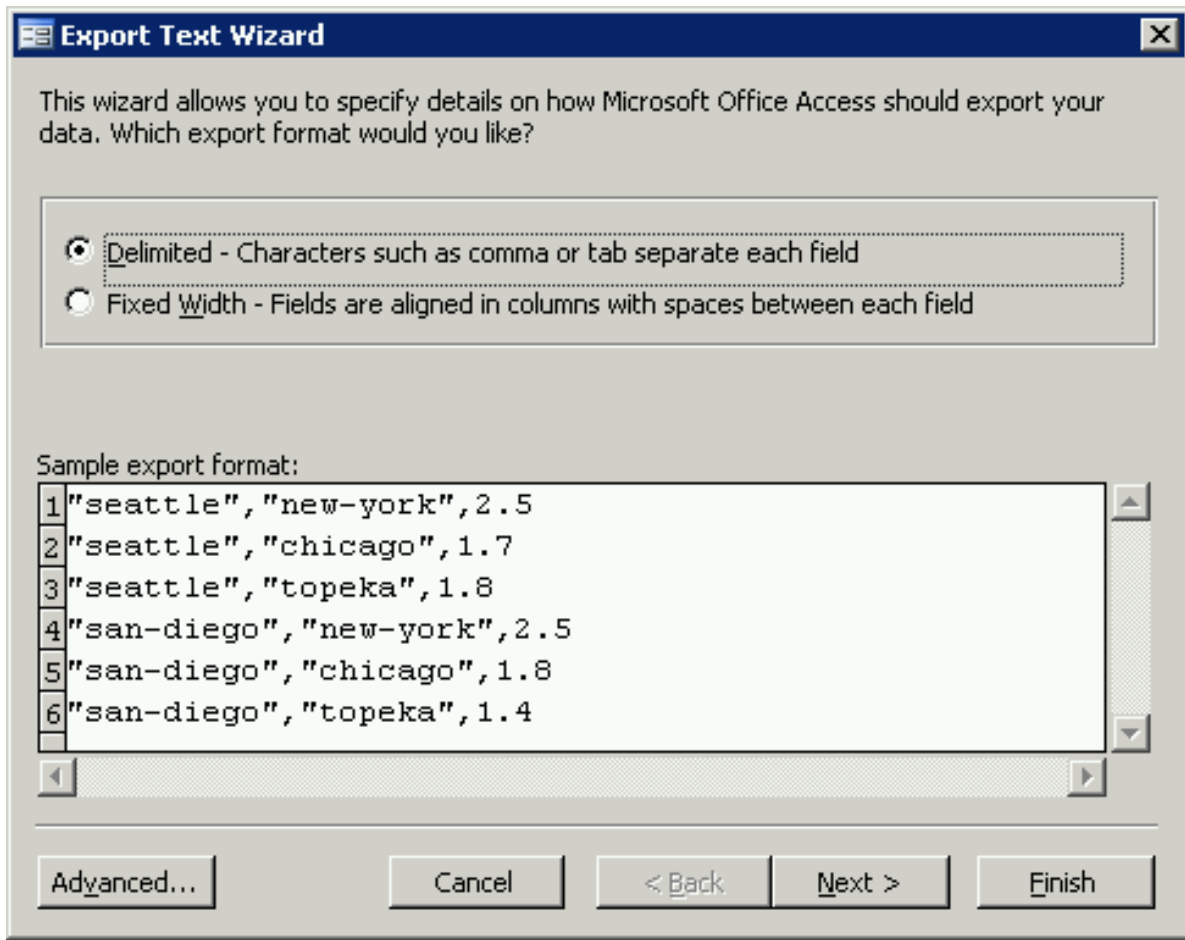 Export Text Wizard
This wizard allows you to specify details on how Microsoft Office Access should export your
data. Which export format would you like?
Delimited - Characters such as comma or tab separate each field
Fixed Width - Fields are aligned in columns with spaces between each field
Sample export format:
1 "seattle","new-york",2.5
2 "seattle","chicago",1.7
3 "seattle","topeka",1.8
4 "san-diego","new-york",2.5
5 "san-diego","chicago",1.8
6 "san-diego","topeka",1.4
Advanced... Cancel < Back Next > Finish